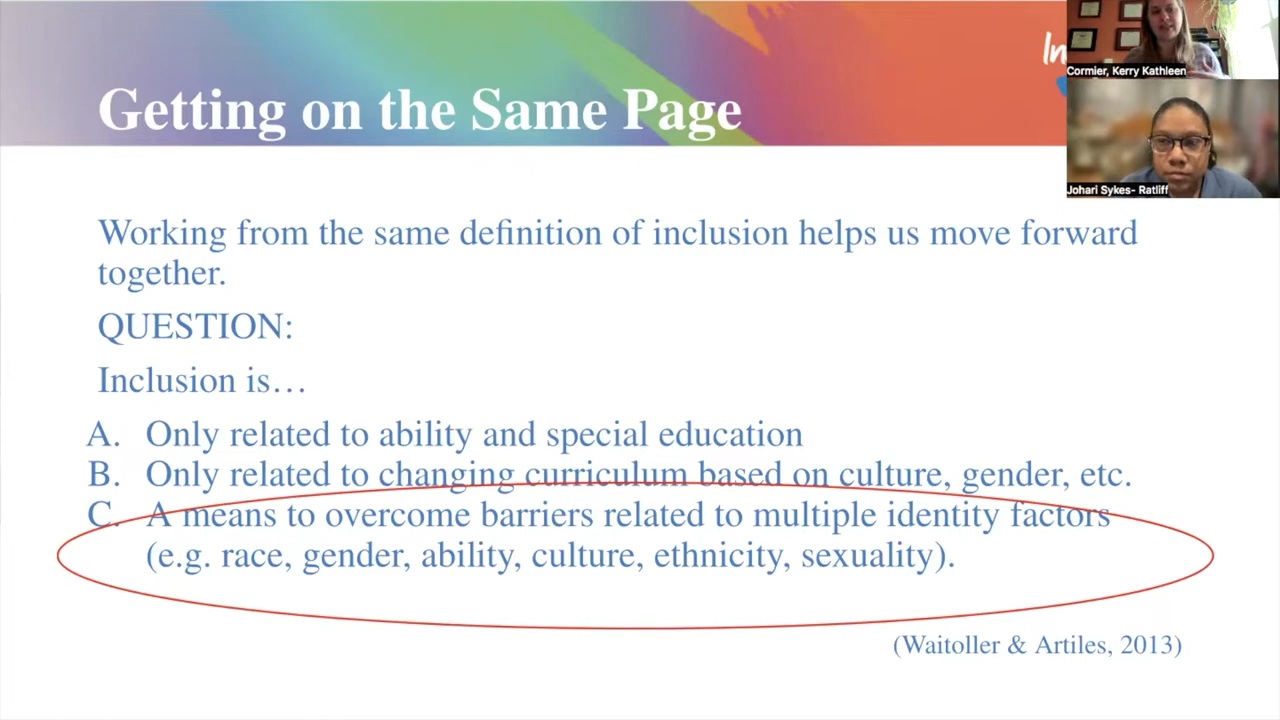 Getting on the Same Page
In
Cormier, Kerry Kathleen
Johari Sykes- Ratliff
Working from the same definition of inclusion helps us move forward
together.
QUESTION:
Inclusion is…
A. Only related to ability and special education
B. Only related to changing curriculum based on culture, gender, etc.
C. A means to overcome barriers related to multiple identity factors
(e.g. race, gender, ability, culture, ethnicity, sexuality).
(Waitoller & Artiles, 2013)